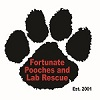 Fortunate
Pooches and
Lab Rescue
Est. 2001